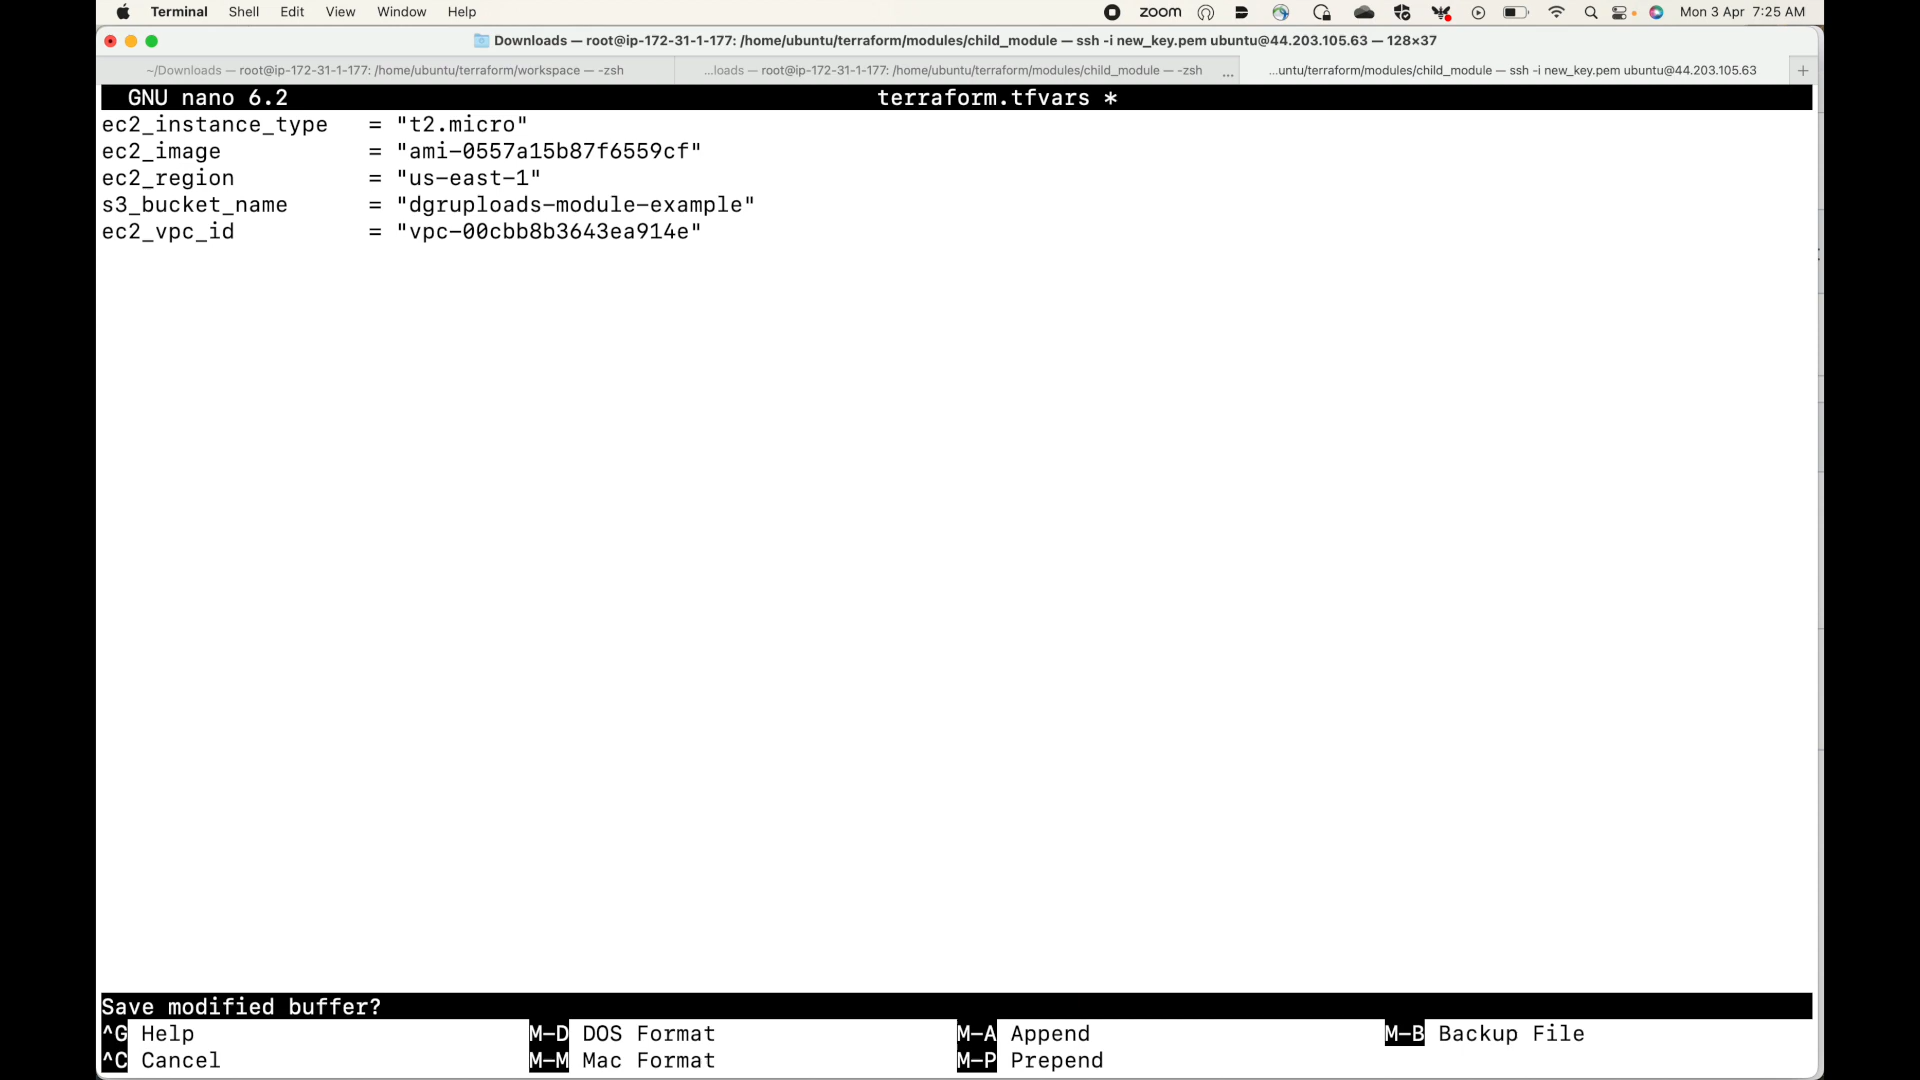 Terminal Shell Edit View Window Help zoom Mon 3 Apr 7:25 AM
Downloads — root@ip-172-31-1-177: /home/ubuntu/terraform/modules/child_module — ssh -i new_key.pem ubuntu@44.203.105.63 — 128×37
~/Downloads — root@ip-172-31-1-177: /home/ubuntu/terraform/workspace — -zsh ...loads — root@ip-172-31-1-177: /home/ubuntu/terraform/modules/child_module — -zsh ... ...untu/terraform/modules/child_module — ssh -i new_key.pem ubuntu@44.203.105.63 +
GNU nano 6.2 terraform.tfvars *
ec2_instance_type = "t2.micro"
ec2_image = "ami-0557a15b87f6559cf"
ec2_region = "us-east-1"
s3_bucket_name = "dgruploads-module-example"
ec2_vpc_id = "vpc-00cbb8b3643ea914e"
Save modified buffer?
^G Help M-D DOS Format M-A Append M-B Backup File
^C Cancel M-M Mac Format M-P Prepend